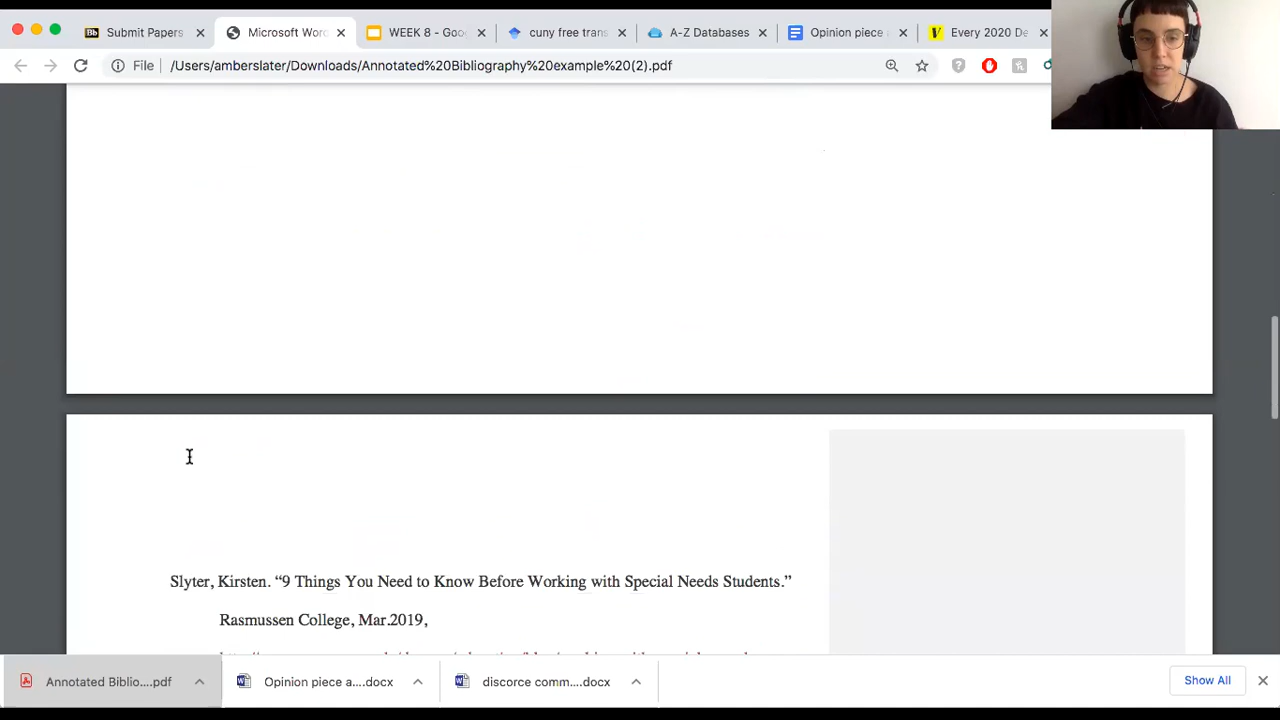 Submit Papers
Microsoft Word
WEEK 8 - Goo
cuny free trans
A-Z Databases
Opinion piece
Every 2020 De
File
/Users/amberslater/Downloads/Annotated%20Bibliography%20example%20(2).pdf
Slyter, Kirsten. “9 Things You Need to Know Before Working with Special Needs Students.”
Rasmussen College, Mar.2019,
Annotated Biblio....pdf
Opinion piece a....docx
discorce comm....docx
Show All